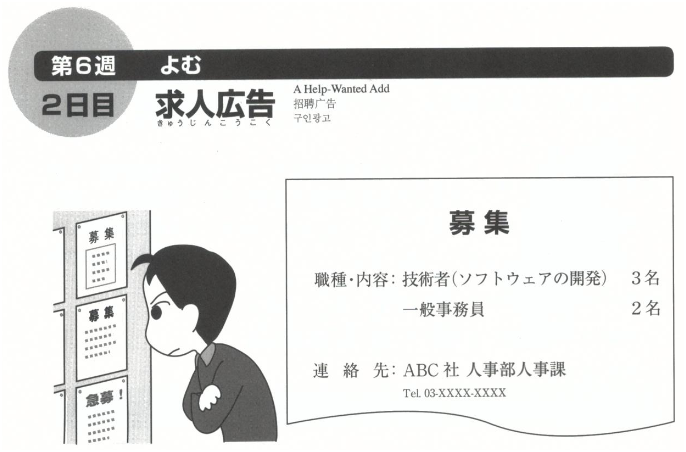 第6週 よむ
2日目 求人広告
きゅうじんこうこく
A Help-Wanted Add
招聘广告
구인광고
募集
募集
急募!
募集
職種・内容: 技術者(ソフトウェアの開発) 3名
一般事務員 2名
連絡先: ABC社 人事部人事課
Tel. 03-XXXX-XXXX